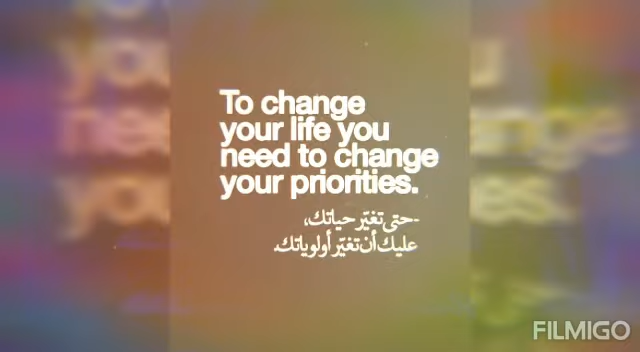 To change
your life you
need to change
your priorities.
-حتى تغيّر حياتك،
عليك أن تغيّر أولوياتك.
FILMIGO